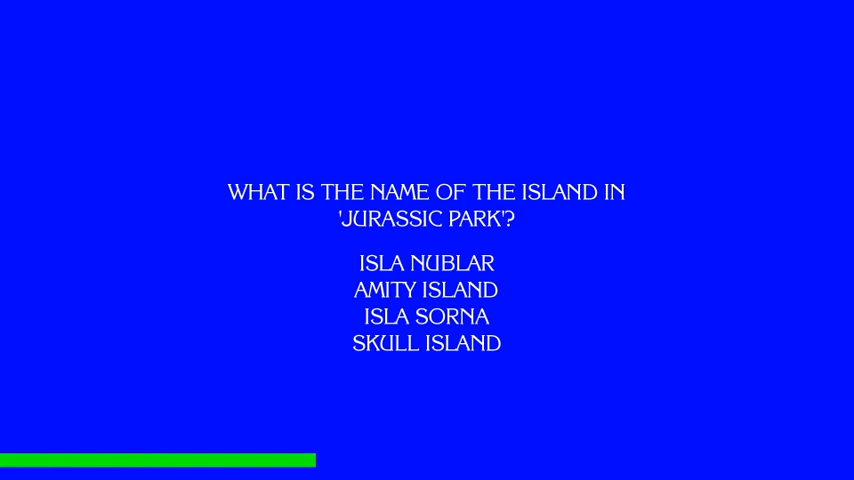 WHAT IS THE NAME OF THE ISLAND IN
'JURASSIC PARK'?
ISLA NUBLAR
AMITY ISLAND
ISLA SORNA
SKULL ISLAND